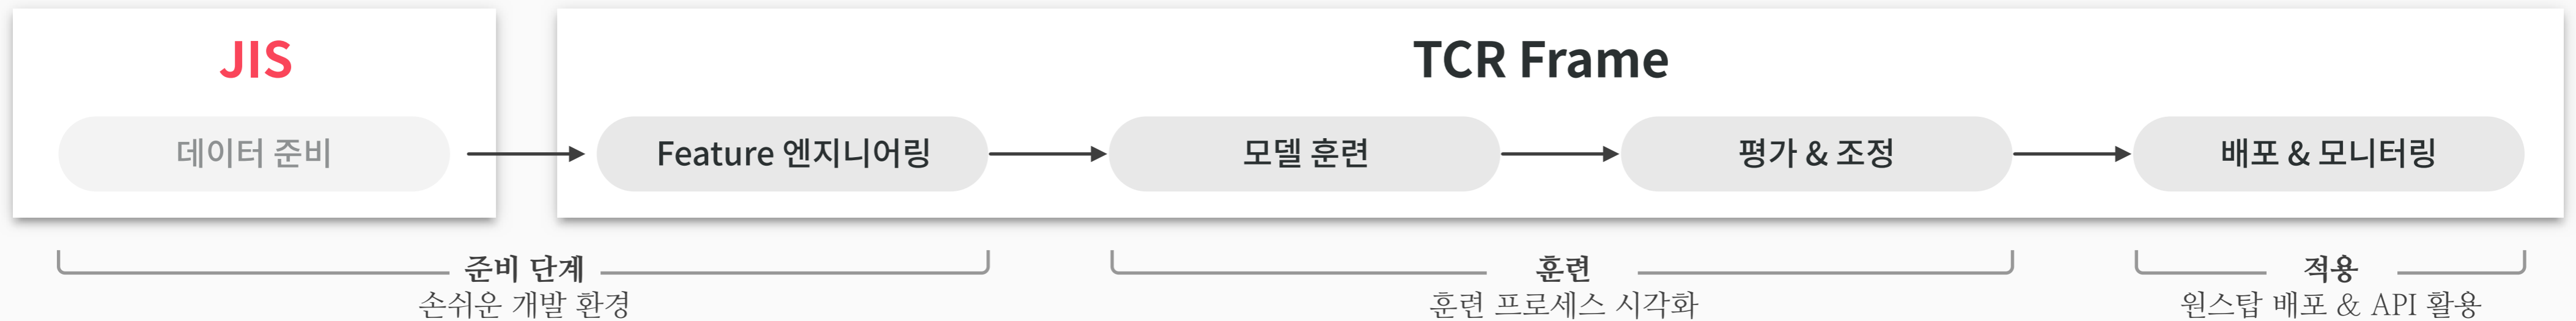 JIS
TCR Frame
데이터 준비
Feature 엔지니어링
모델 훈련
평가 & 조정
배포 & 모니터링
준비 단계
손쉬운 개발 환경
훈련
훈련 프로세스 시각화
적용
원스탑 배포 & API 활용